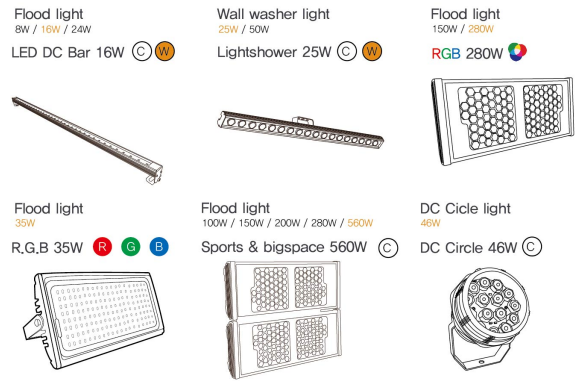 Flood light
8W / 16W / 24W
LED DC Bar 16W C W
Wall washer light
25W / 50W
Lightshower 25W C W
Flood light
150W / 280W
RGB 280W
Flood light
35W
R.G.B 35W R G B
Flood light
100W / 150W / 200W / 280W / 560W
Sports & bigspace 560W C
DC Cicle light
46W
DC Circle 46W C